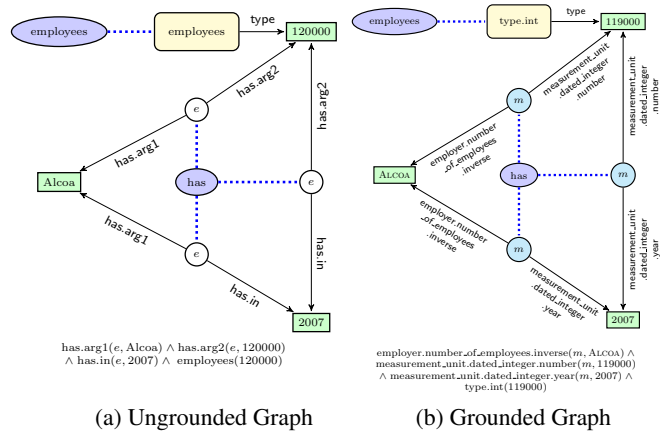 employees
employees
type
120000
has.arg2
has.arg2
e
has.arg1
Alcoa
has
e
has.arg1
e
has.in
has.in
2007
has.arg1(e, Alcoa) ∧ has.arg2(e, 120000)
∧ has.in(e, 2007) ∧ employees(120000)
(a) Ungrounded Graph
employees
type.int
type
119000
measurement_unit
.dated_integer
.number
measurement_unit
.dated_integer
.number
m
employer.number
_of_employees
.inverse
ALCOA
has
m
employer.number
_of_employees
.inverse
m
measurement_unit
.dated_integer
.year
measurement_unit
.dated_integer
.year
2007
employer.number_of_employees.inverse(m, ALCOA) ∧
measurement_unit.dated_integer.number(m, 119000)
∧ measurement_unit.dated_integer.year(m, 2007) ∧
type.int(119000)
(b) Grounded Graph